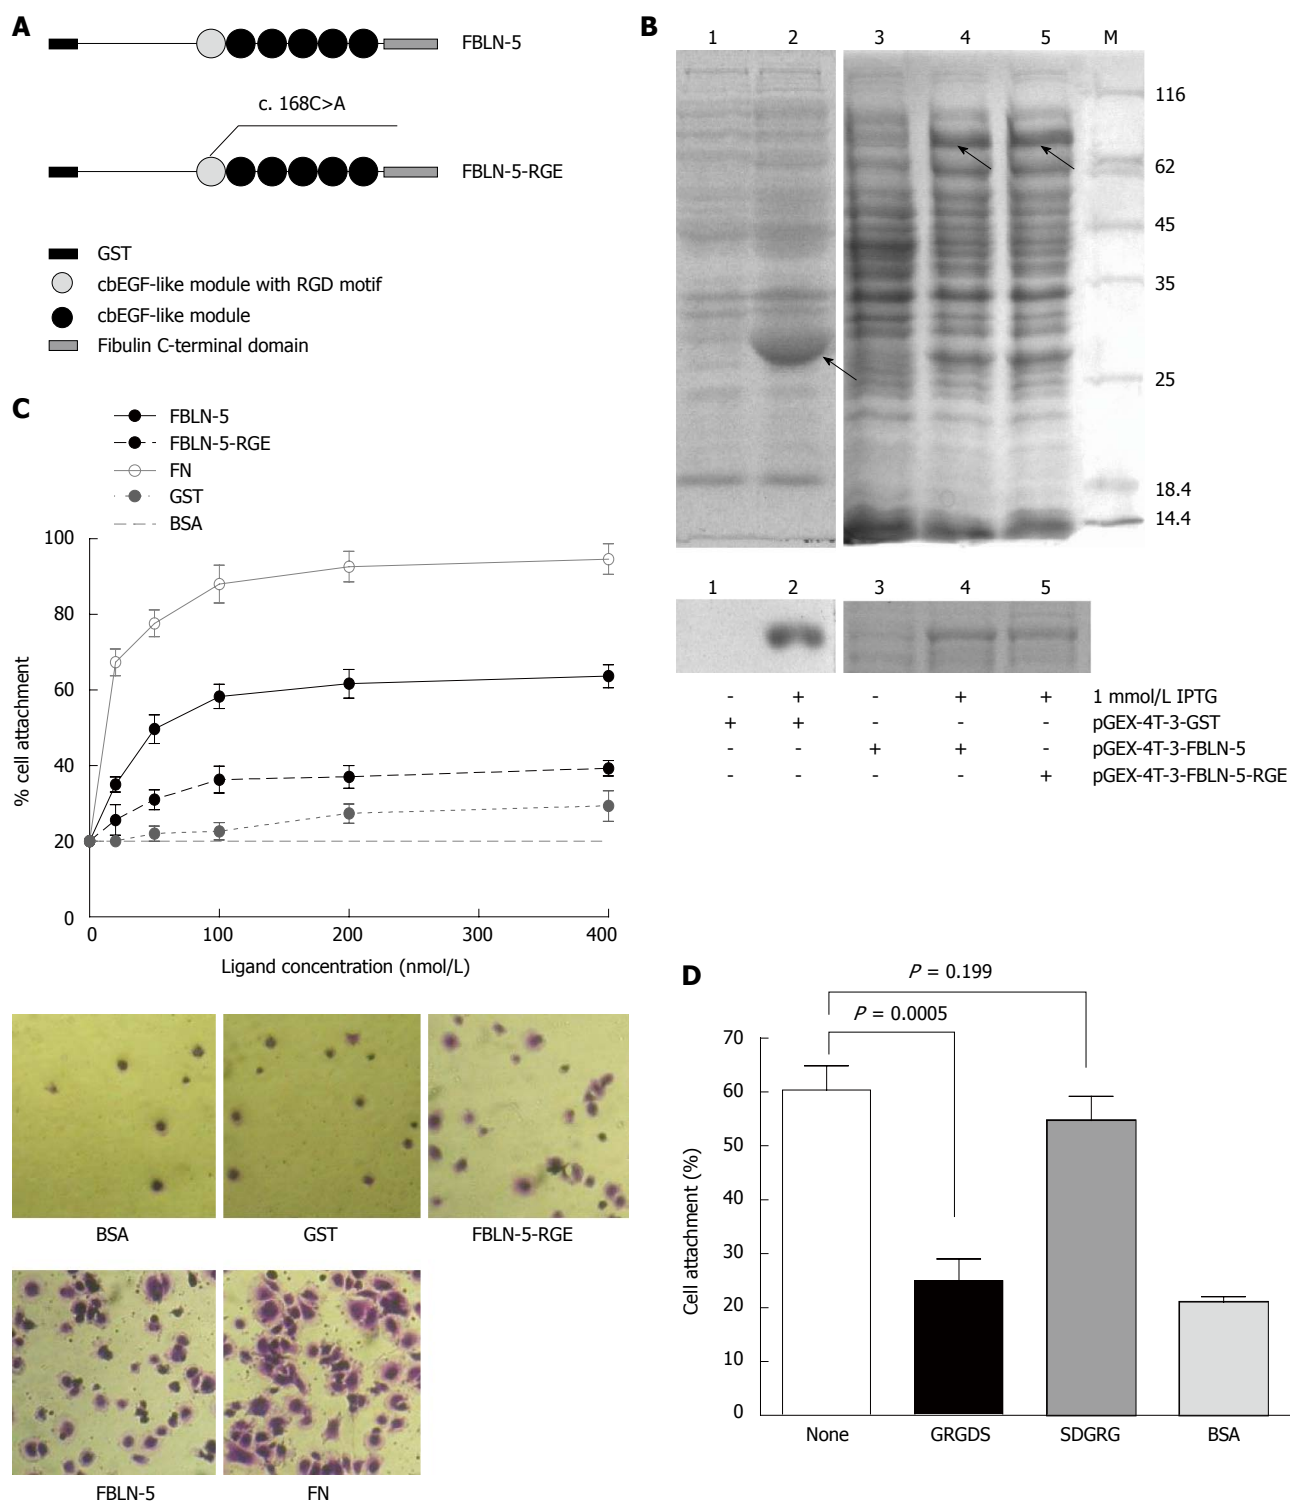 A
FBLN-5
c. 168C>A
FBLN-5-RGE
GST
cbEGF-like module with RGD motif
cbEGF-like module
Fibulin C-terminal domain
B
1 2 3 4 5 M
116
62
45
35
25
18.4
14.4
1 2 3 4 5
- + - + + 1 mmol/L IPTG
+ + - - - pGEX-4T-3-GST
- - + + - pGEX-4T-3-FBLN-5
- - - - + pGEX-4T-3-FBLN-5-RGE
C
FBLN-5
FBLN-5-RGE
FN
GST
BSA
% cell attachment
100
80
60
40
20
0
0 100 200 300 400
Ligand concentration (nmol/L)
BSA GST FBLN-5-RGE
FBLN-5 FN
D
P = 0.199
P = 0.0005
Cell attachment (%)
70
60
50
40
30
20
10
0
None GRGDS SDGRG BSA